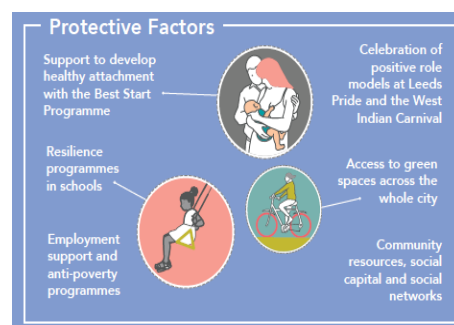 Protective Factors
Support to develop
healthy attachment
with the Best Start
Programme
Resilience
programmes
in schools
Employment
support and
anti-poverty
programmes
Celebration of
positive role
models at Leeds
Pride and the West
Indian Carnival
Access to green
spaces across the
whole city
Community
resources, social
capital and social
networks